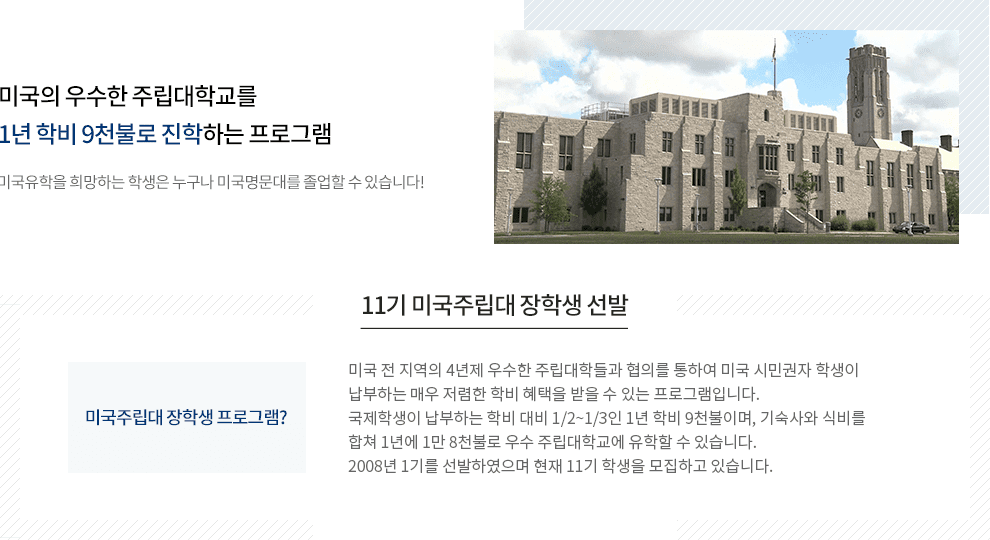 미국의 우수한 주립대학교를
1년 학비 9천불로 진학하는 프로그램
미국유학을 희망하는 학생은 누구나 미국명문대를 졸업할 수 있습니다!
11기 미국주립대 장학생 선발
미국주립대 장학생 프로그램?
미국 전 지역의 4년제 우수한 주립대학들과 협의를 통하여 미국 시민권자 학생이
납부하는 매우 저렴한 학비 혜택을 받을 수 있는 프로그램입니다.
국제학생이 납부하는 학비 대비 1/2~1/3인 1년 학비 9천불이며, 기숙사와 식비를
합쳐 1년에 1만 8천불로 우수 주립대학교에 유학할 수 있습니다.
2008년 1기를 선발하였으며 현재 11기 학생을 모집하고 있습니다.